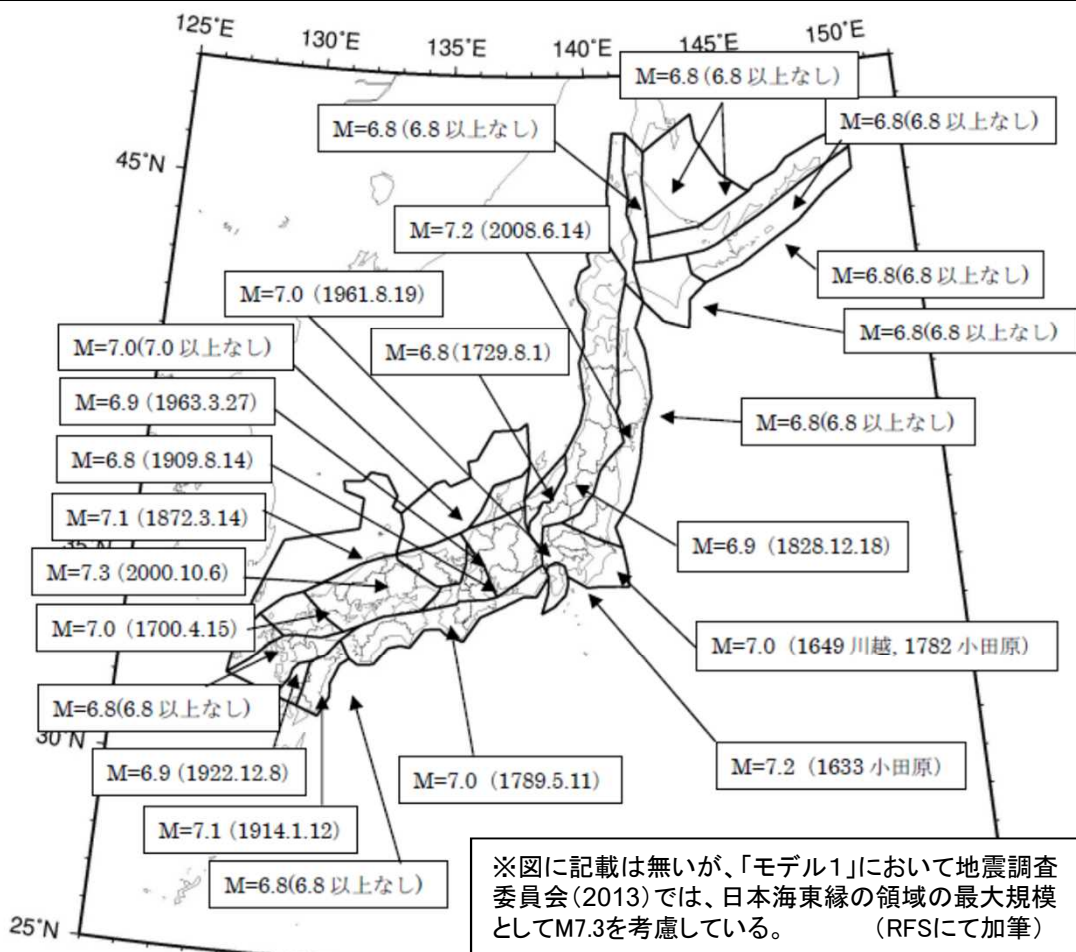 125°E
130°E
135°E
140°E
145°E
150°E
M=6.8 (6.8 以上なし)
M=6.8 (6.8 以上なし)
M=6.8(6.8 以上なし)
45°N
M=7.2 (2008.6.14)
M=6.8(6.8 以上なし)
M=7.0 (1961.8.19)
M=6.8(6.8 以上なし)
M=7.0(7.0 以上なし)
M=6.8(1729.8.1)
M=6.9 (1963.3.27)
M=6.8(6.8 以上なし)
M=6.8 (1909.8.14)
M=7.1 (1872.3.14)
M=6.9 (1828.12.18)
M=7.3 (2000.10.6)
M=7.0 (1700.4.15)
M=7.0 (1649 川越, 1782 小田原)
M=6.8(6.8 以上なし)
30°N
M=6.9 (1922.12.8)
M=7.0 (1789.5.11)
M=7.2 (1633 小田原)
M=7.1 (1914.1.12)
M=6.8(6.8 以上なし)
※図に記載は無いが、「モデル1」において地震調査
委員会(2013)では、日本海東縁の領域の最大規模
としてM7.3を考慮している。 (RFSにて加筆)
25°N